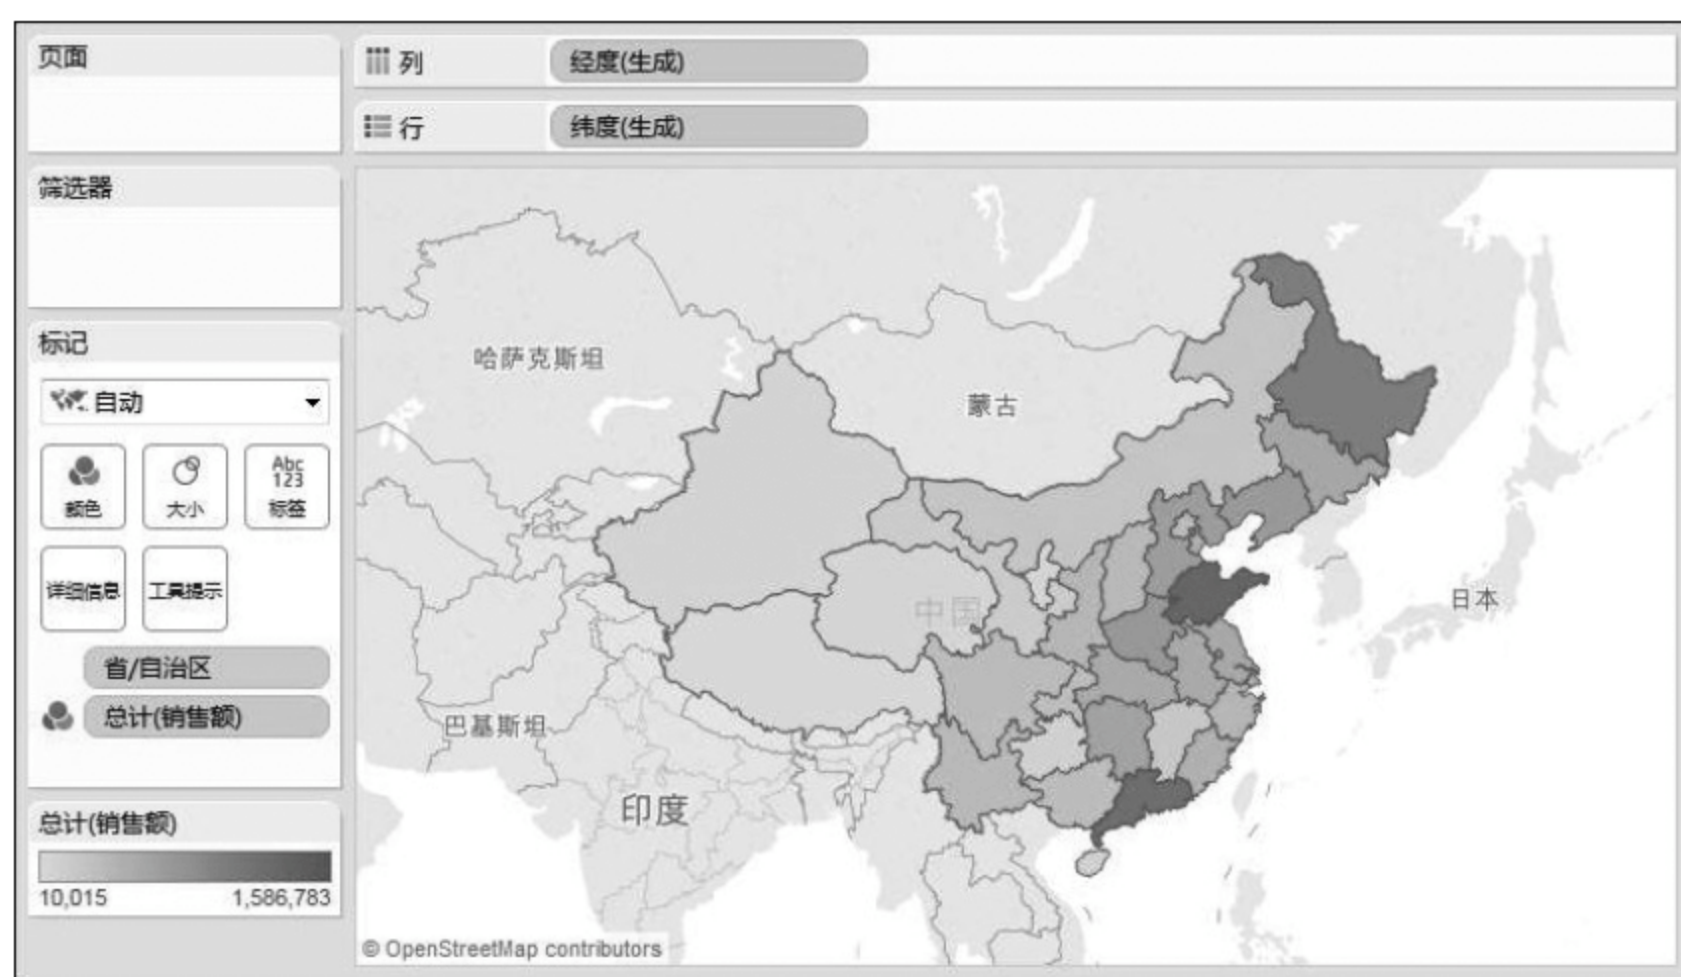 页面
列
经度(生成)
行
纬度(生成)
筛选器
标记
自动
颜色
大小
Abc
123
标签
详细信息
工具提示
省/自治区
总计(销售额)
总计(销售额)
10,015
1,586,783
哈萨克斯坦
蒙古
中国
日本
巴基斯坦
印度
© OpenStreetMap contributors